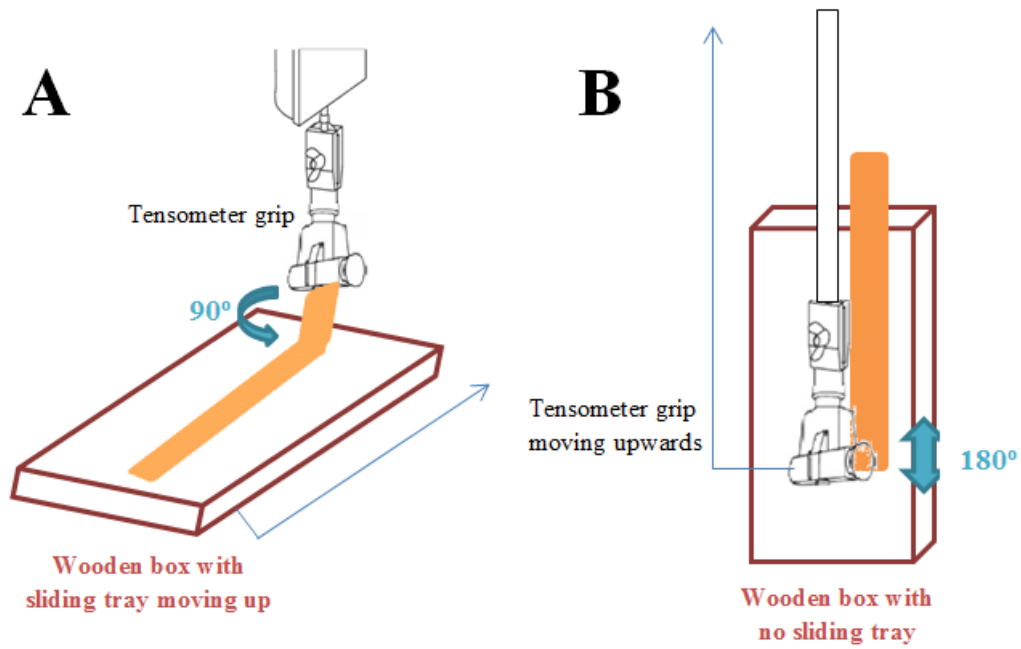 A
Tensometer grip
90º
Wooden box with
sliding tray moving up
B
Tensometer grip
moving upwards
180º
Wooden box with
no sliding tray